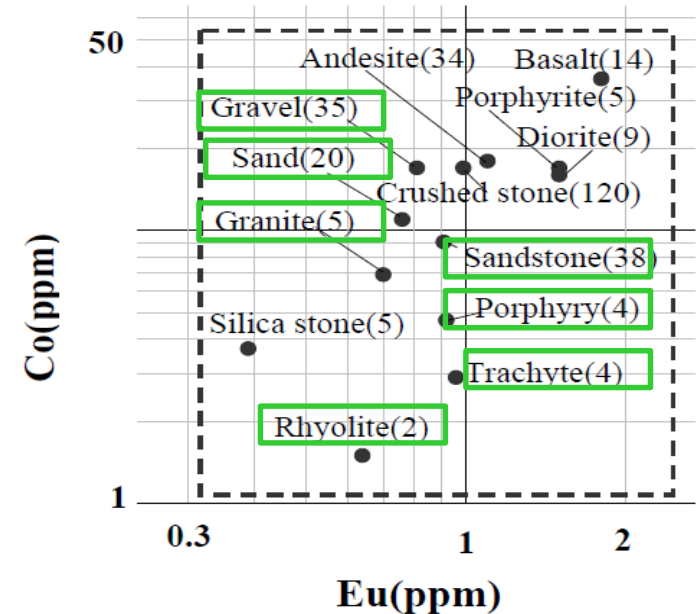 50
Andesite(34)
Basalt(14)
Gravel(35)
Porphyrite(5)
Sand(20)
Diorite(9)
Crushed stone(120)
Granite(5)
Sandstone(38)
Porphyry(4)
Silica stone(5)
Trachyte(4)
Rhyolite(2)
1
0.3
1
2
Co(ppm)
Eu(ppm)